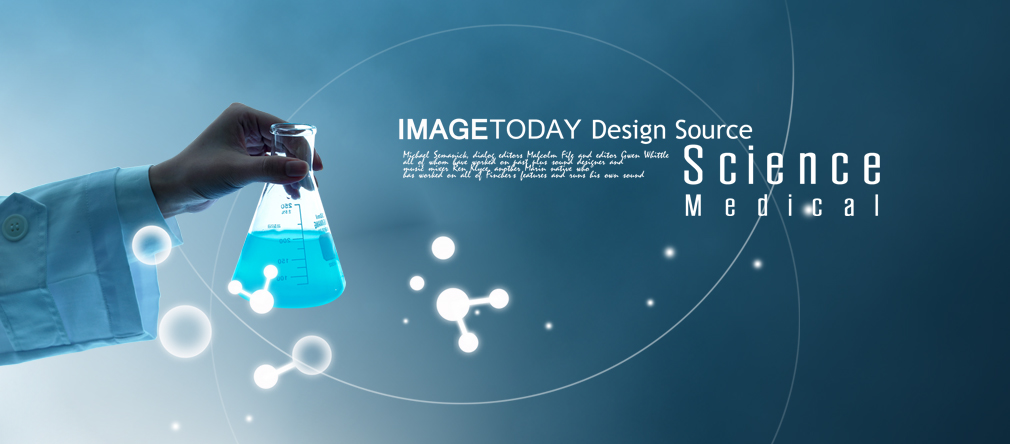 IMAGETODAY Design Source
Michael Semanick, dialog editors Malcolm Fife and editor Gwen Whittle
all of whom have worked on past plus sound designer and
music mixer Ren Klyce, another Marin native who
has worked on all of Fincher's features and runs his own sound
Science
Medical
250